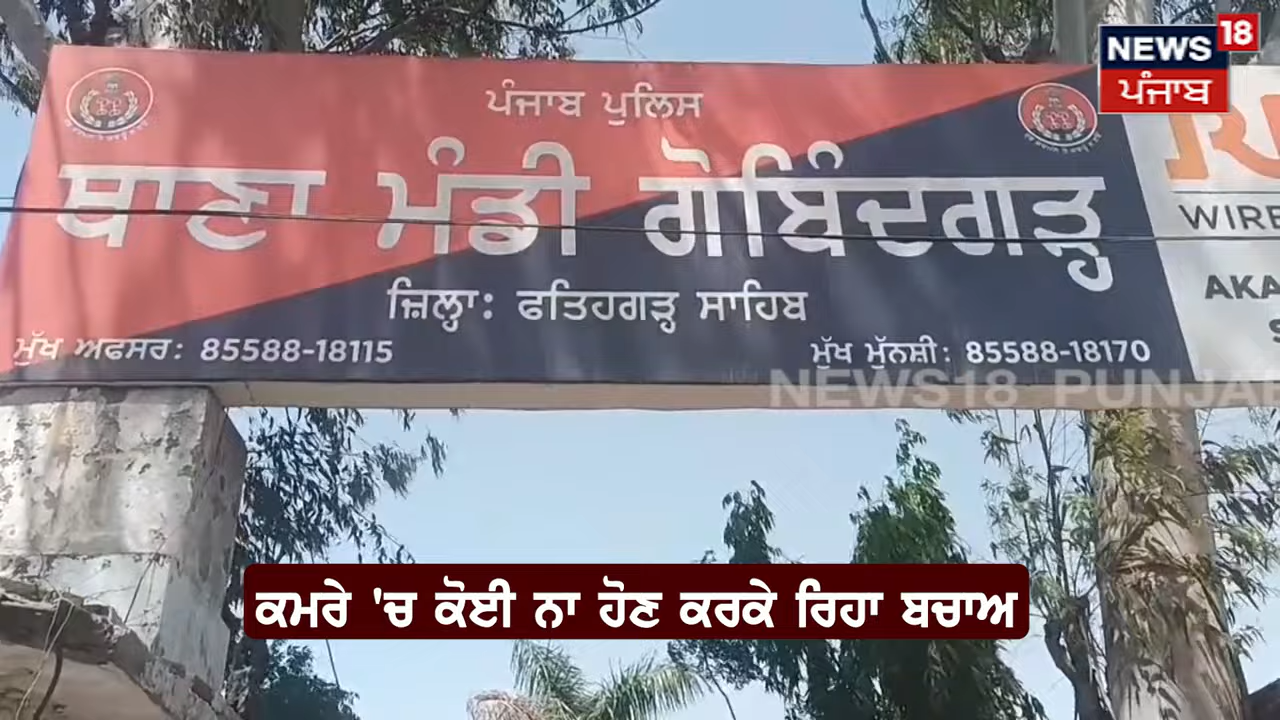 NEWS 18
ਪੰਜਾਬ
ਪੰਜਾਬ ਪੁਲਿਸ
ਥਾਣਾ ਮੰਡੀ ਗੋਬਿੰਦਗੜ੍ਹ
ਜ਼ਿਲ੍ਹਾ: ਫਤਿਹਗੜ੍ਹ ਸਾਹਿਬ
ਮੁੱਖ ਅਫਸਰ: 85588-18115
ਮੁੱਖ ਮੁੱਨਸ਼ੀ: 85588-18170
WIRE
AKA
NEWS18 PUNJAB
ਕਮਰੇ 'ਚ ਕੋਈ ਨਾ ਹੋਣ ਕਰਕੇ ਰਿਹਾ ਬਚਾਅ